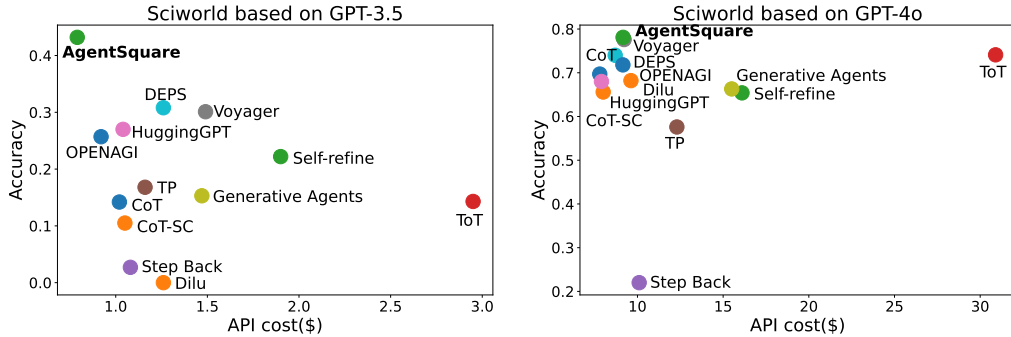 Sciworld based on GPT-3.5
Accuracy
0.4
0.3
0.2
0.1
0.0
AgentSquare
DEPS
Voyager
HuggingGPT
OPENAGI
Self-refine
TP
Generative Agents
CoT
ToT
CoT-SC
Step Back
Dilu
1.0 1.5 2.0 2.5 3.0
API cost($)
Sciworld based on GPT-4o
Accuracy
0.8
0.7
0.6
0.5
0.4
0.3
0.2
AgentSquare
Voyager
CoT
DEPS
ToT
OPENAGI
Generative Agents
Dilu
Self-refine
HuggingGPT
CoT-SC
TP
Step Back
10 15 20 25 30
API cost($)